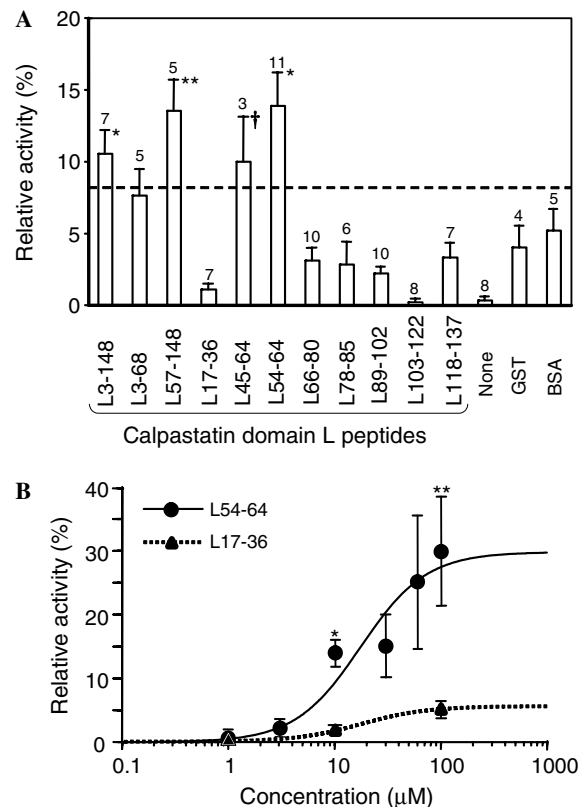 A
Relative activity (%)
20
15
10
5
0
7
*
5
5
**
7
3
†
11
*
10
6
10
8
7
8
4
5
L3-148
L3-68
L57-148
L17-36
L45-64
L54-64
L66-80
L78-85
L89-102
L103-122
L118-137
None
GST
BSA
Calpastatin domain L peptides
B
Relative activity (%)
40
30
20
10
0
L54-64
L17-36
*
**
0.1
1
10
100
1000
Concentration (μM)